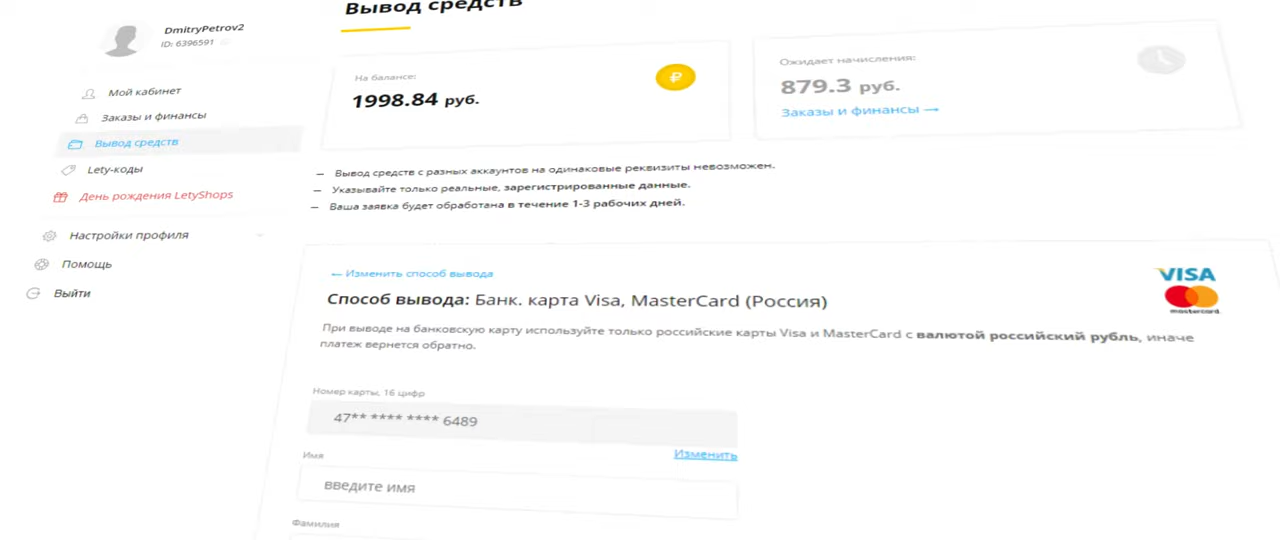 Вывод средств
DmitryPetrov2
ID: 6396591
Мой кабинет
Заказы и финансы
Вывод средств
Lety-коды
День рождения LetyShops
Настройки профиля
Помощь
Выйти
На балансе:
₽
1998.84 руб.
Ожидает начисления:
879.3 руб.
Заказы и финансы →
— Вывод средств с разных аккаунтов на одинаковые реквизиты невозможен.
— Указывайте только реальные, зарегистрированные данные.
— Ваша заявка будет обработана в течение 1-3 рабочих дней.
← Изменить способ вывода
VISA
mastercard
Способ вывода: Банк. карта Visa, MasterCard (Россия)
При выводе на банковскую карту используйте только российские карты Visa и MasterCard с валютой российский рубль, иначе
платеж вернется обратно.
Номер карты, 16 цифр
47** **** **** 6489
Изменить
Имя
введите имя
Фамилия